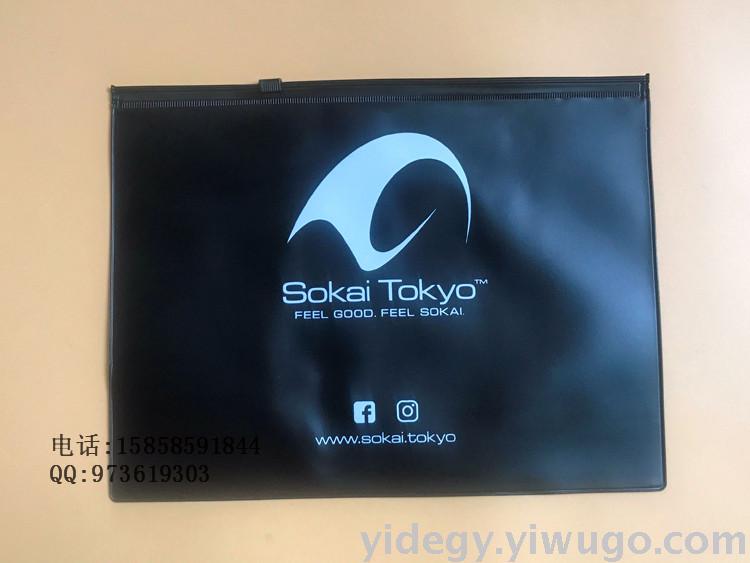 Sokai Tokyo™
FEEL GOOD. FEEL SOKAI.
www.sokai.tokyo
电话:15858591844
QQ:973619303
yidegy.yiwugo.com